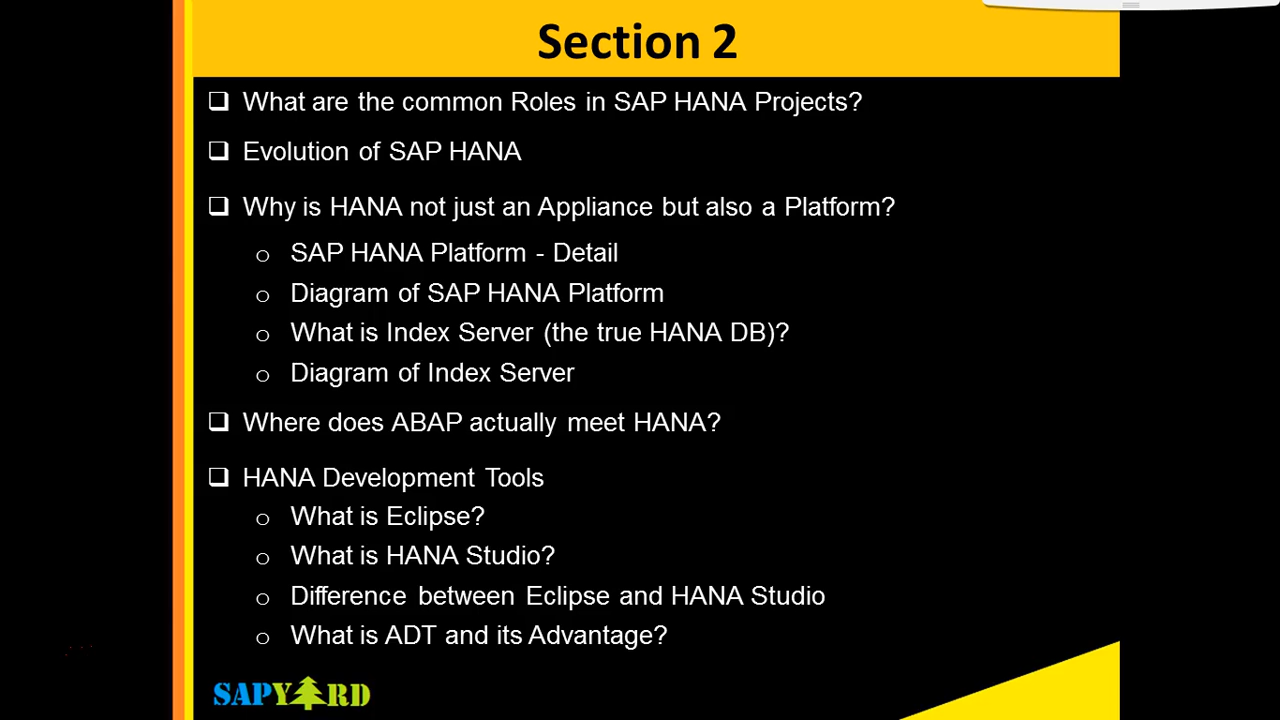 Section 2
What are the common Roles in SAP HANA Projects?
Evolution of SAP HANA
Why is HANA not just an Appliance but also a Platform?
SAP HANA Platform - Detail
Diagram of SAP HANA Platform
What is Index Server (the true HANA DB)?
Diagram of Index Server
Where does ABAP actually meet HANA?
HANA Development Tools
What is Eclipse?
What is HANA Studio?
Difference between Eclipse and HANA Studio
What is ADT and its Advantage?
SAPYARD